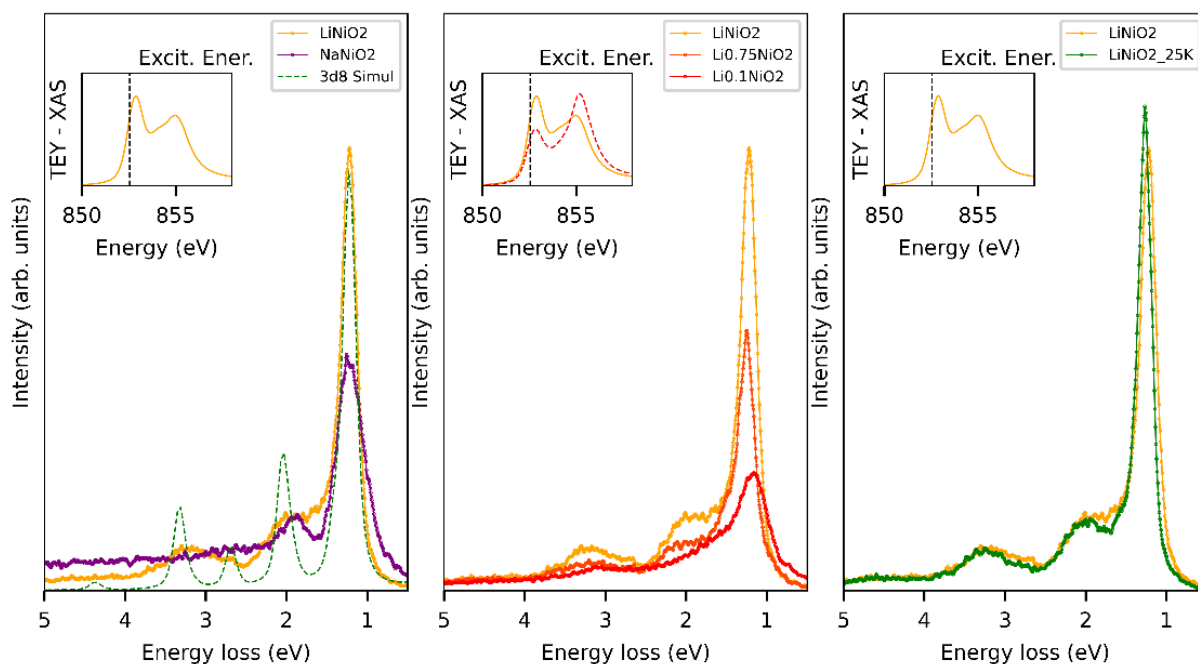 LiNiO2
NaNiO2
3d8 Simul
Excit. Ener.
TEY - XAS
850
855
Energy (eV)
Intensity (arb. units)
5
4
3
2
1
Energy loss (eV)
LiNiO2
Li0.75NiO2
Li0.1NiO2
Excit. Ener.
TEY - XAS
850
855
Energy (eV)
Intensity (arb. units)
5
4
3
2
1
Energy loss (eV)
LiNiO2
LiNiO2_25K
Excit. Ener.
TEY - XAS
850
855
Energy (eV)
Intensity (arb. units)
5
4
3
2
1
Energy loss (eV)